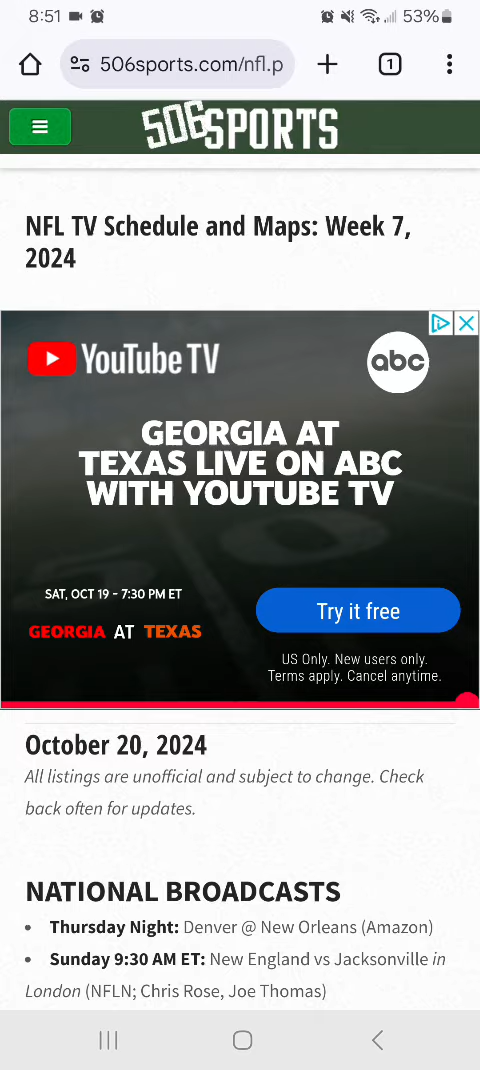 8:51
53%
506sports.com/nfl.p
1
506SPORTS
NFL TV Schedule and Maps: Week 7,
2024
YouTube TV
abc
GEORGIA AT
TEXAS LIVE ON ABC
WITH YOUTUBE TV
SAT, OCT 19 - 7:30 PM ET
GEORGIA AT TEXAS
Try it free
US Only. New users only.
Terms apply. Cancel anytime.
October 20, 2024
All listings are unofficial and subject to change. Check
back often for updates.
NATIONAL BROADCASTS
• Thursday Night: Denver @ New Orleans (Amazon)
• Sunday 9:30 AM ET: New England vs Jacksonville in
London (NFLN; Chris Rose, Joe Thomas)